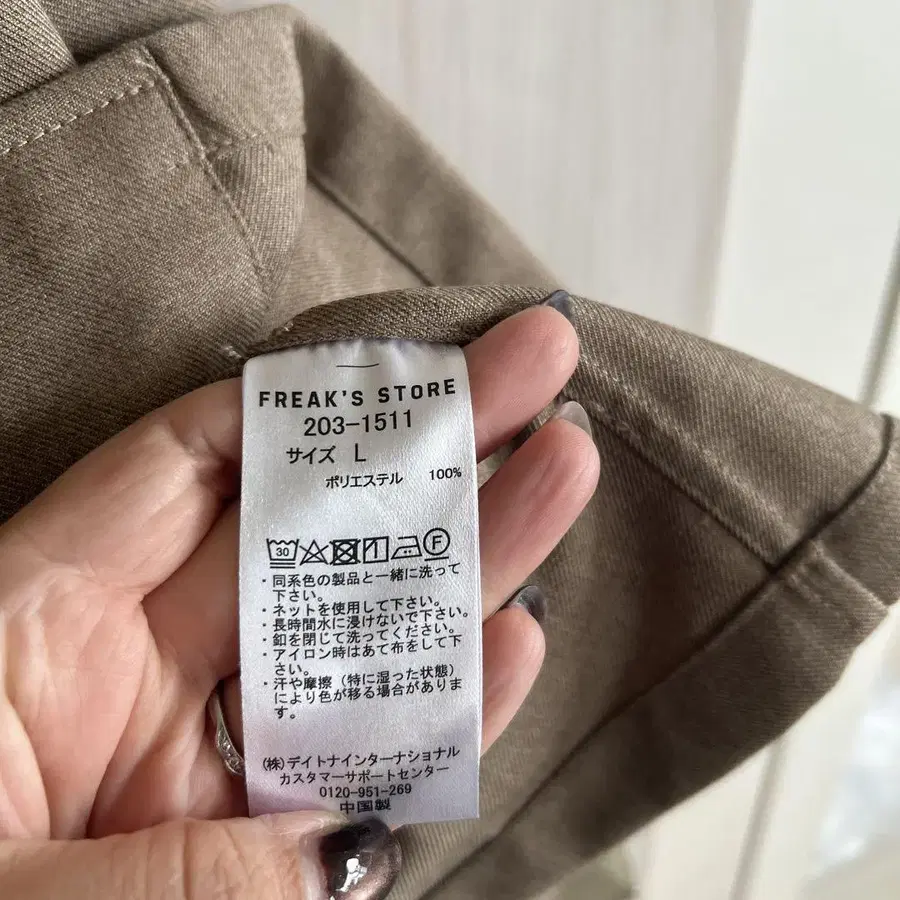 FREAK'S STORE
203-1511
サイズ L
ポリエステル 100%
30
F
・同系色の製品と一緒に洗って
下さい。
・ネットを使用して下さい。
・長時間水に浸けないで下さい。
・釦を閉じて洗ってください。
・アイロン時はあて布をして下
さい。
・汗や摩擦（特に湿った状態）
により色が移る場合がありま
す。
(株)デイトナインターナショナル
カスタマーサポートセンター
0120-951-269
中国製